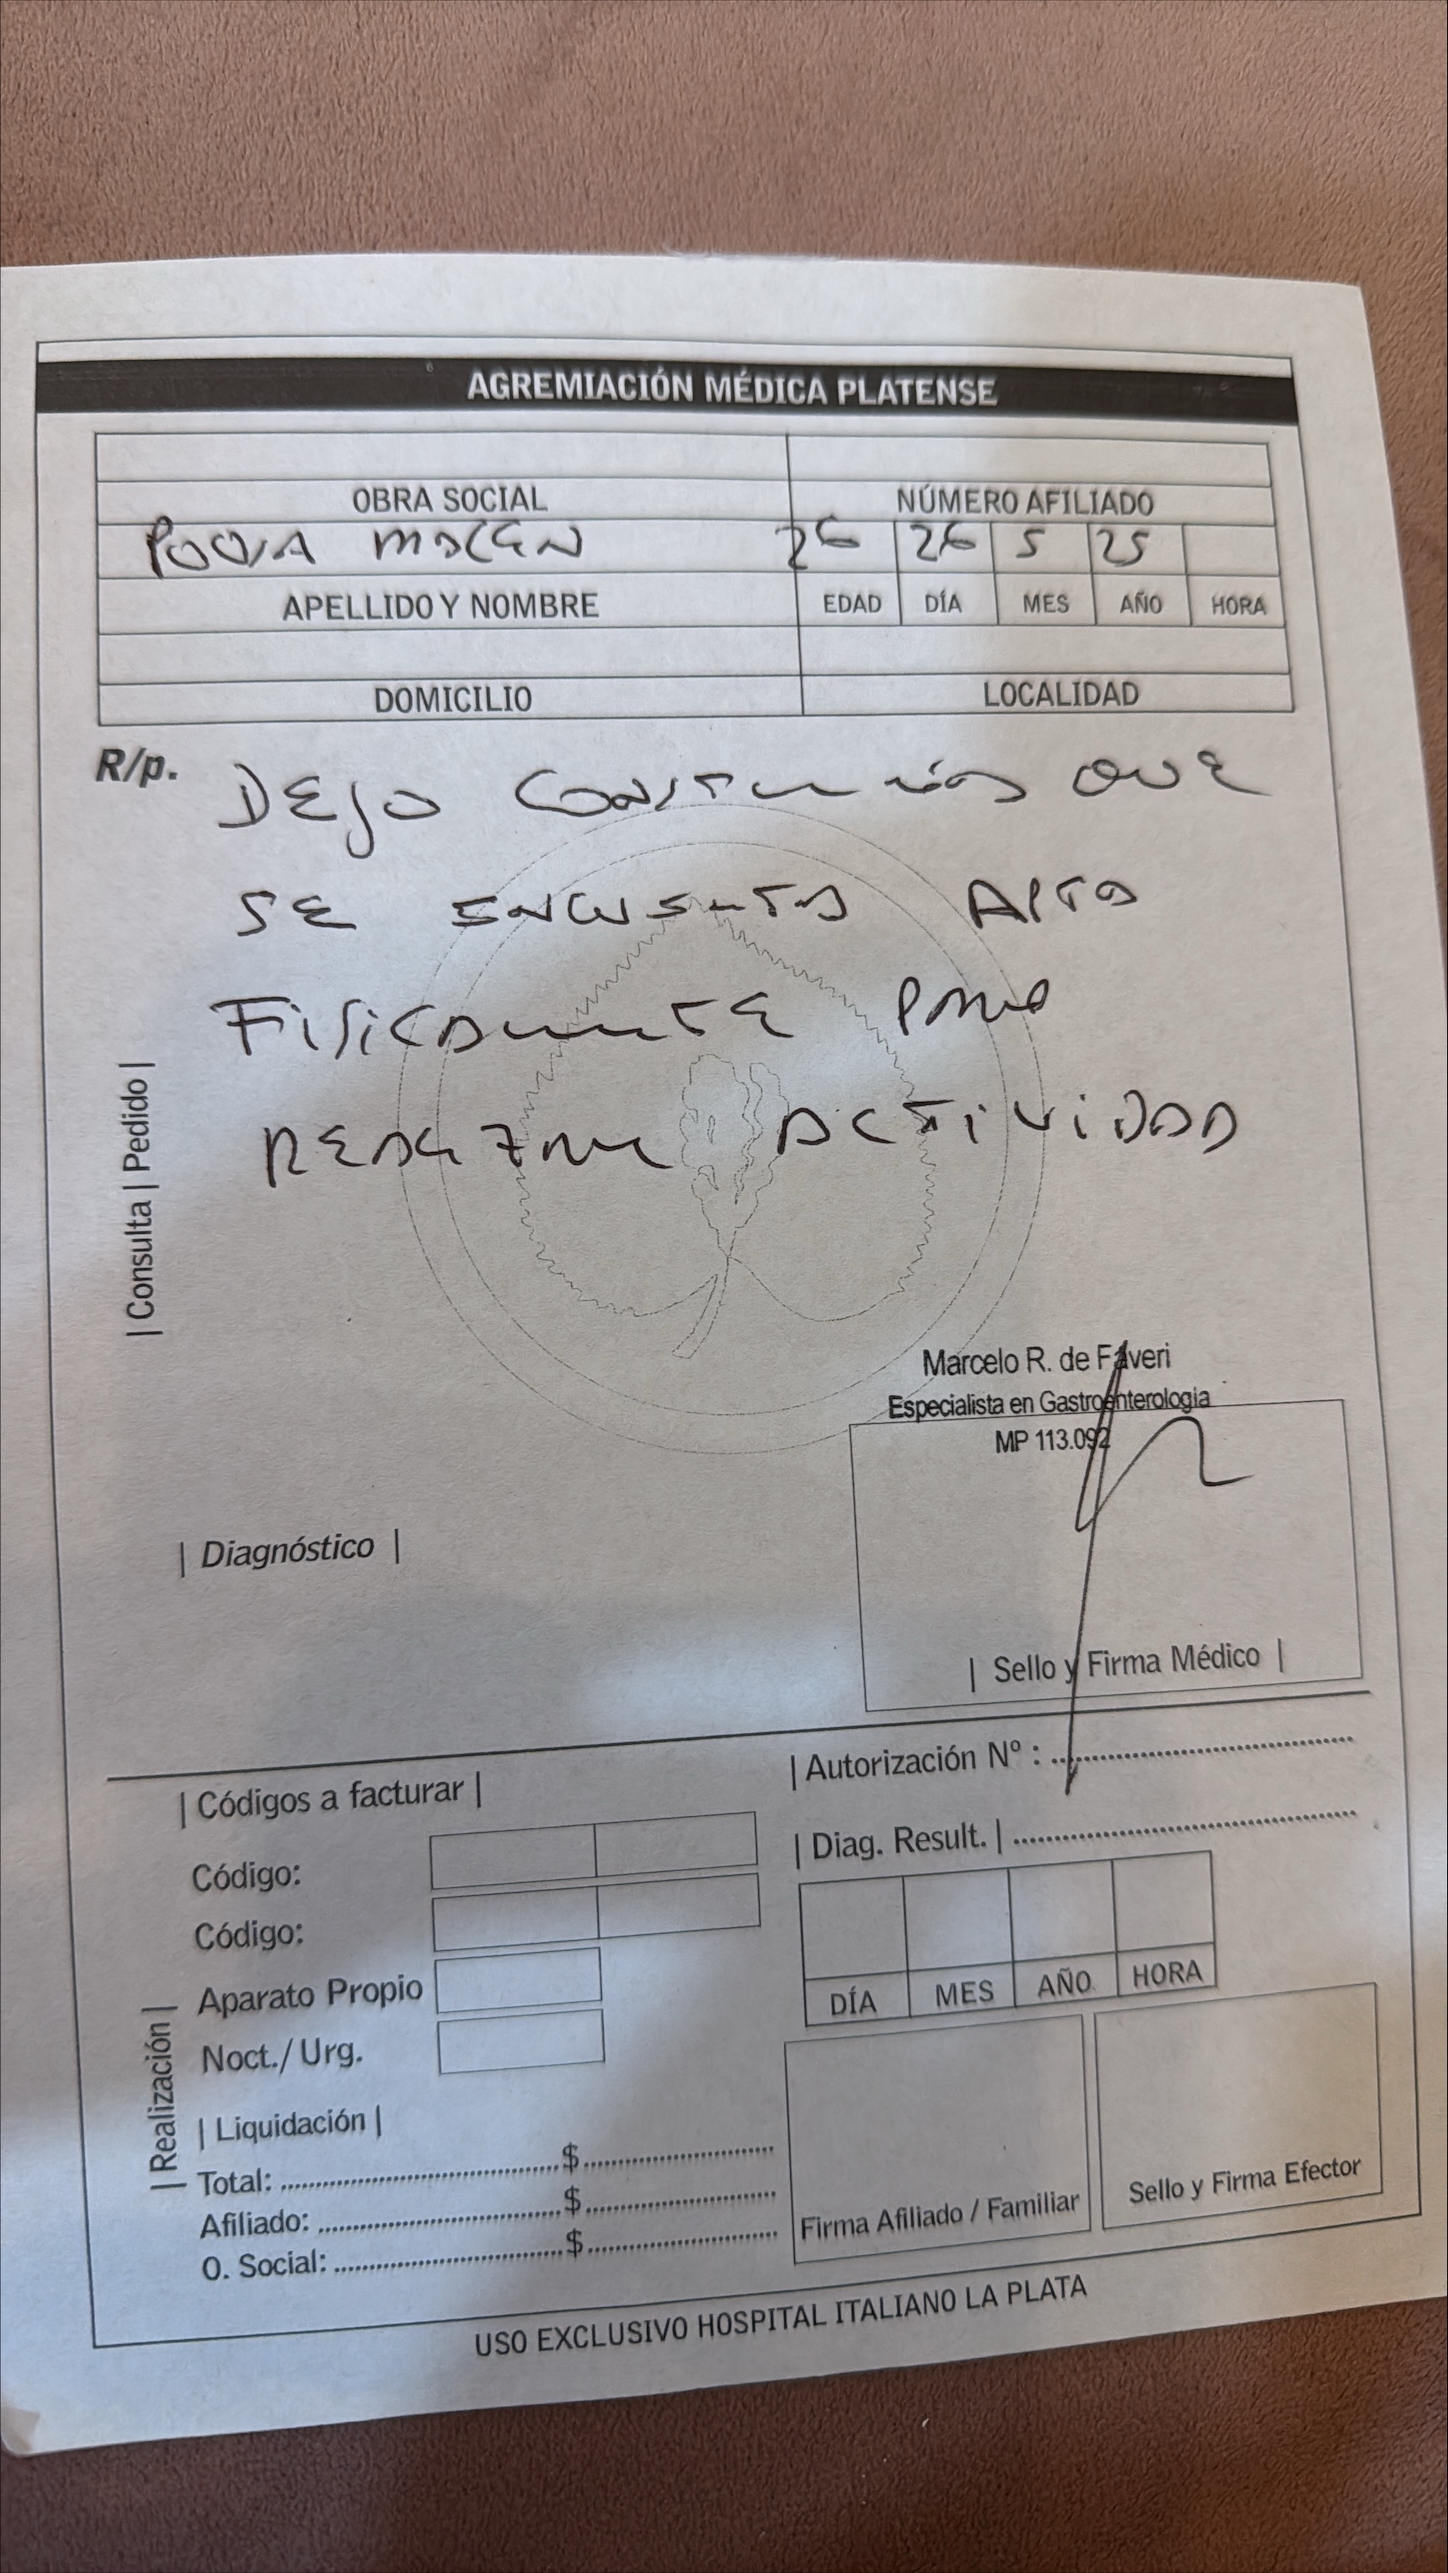 AGREMIACIÓN MÉDICA PLATENSE
OBRA SOCIAL NÚMERO AFILIADO
26 26 5 25
APELLIDO Y NOMBRE EDAD DÍA MES AÑO HORA
DOMICILIO LOCALIDAD
R/p. DEJO CONSTANCIA QUE
SE ENCUENTRA APTO
FISICAMENTE PARA
REALIZAR ACTIVIDAD
| Consulta | Pedido |
Marcelo R. de Faveri
Especialista en Gastroenterología
MP 113.092
| Diagnóstico |
| Sello y Firma Médico |
| Autorización Nº :
| Códigos a facturar |
| Diag. Result. |
Código:
Código:
Aparato Propio
DÍA MES AÑO HORA
Noct./ Urg.
| Realización |
| Liquidación |
Total: $
Afiliado: $
O. Social: $
Firma Afiliado / Familiar
Sello y Firma Efector
USO EXCLUSIVO HOSPITAL ITALIANO LA PLATA